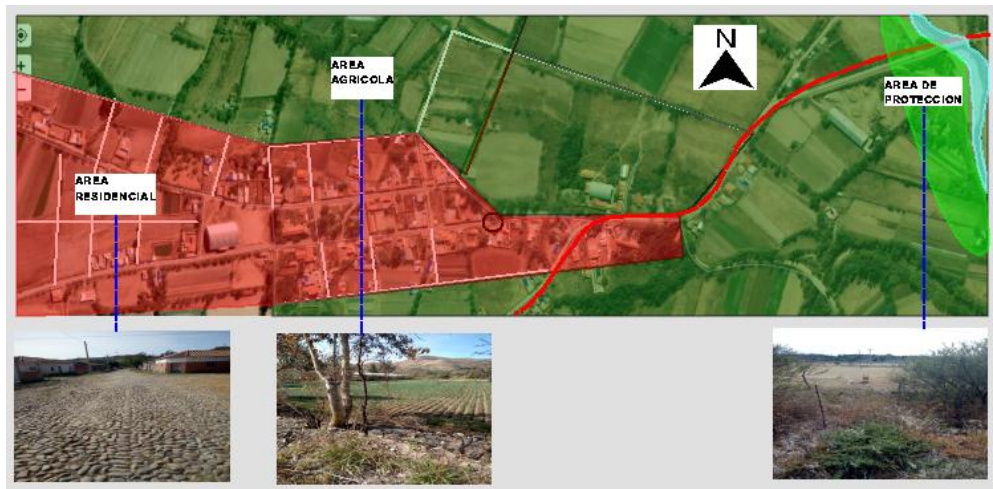 AREA
AGRICOLA
N
AREA DE
PROTECCION
AREA
RESIDENCIAL